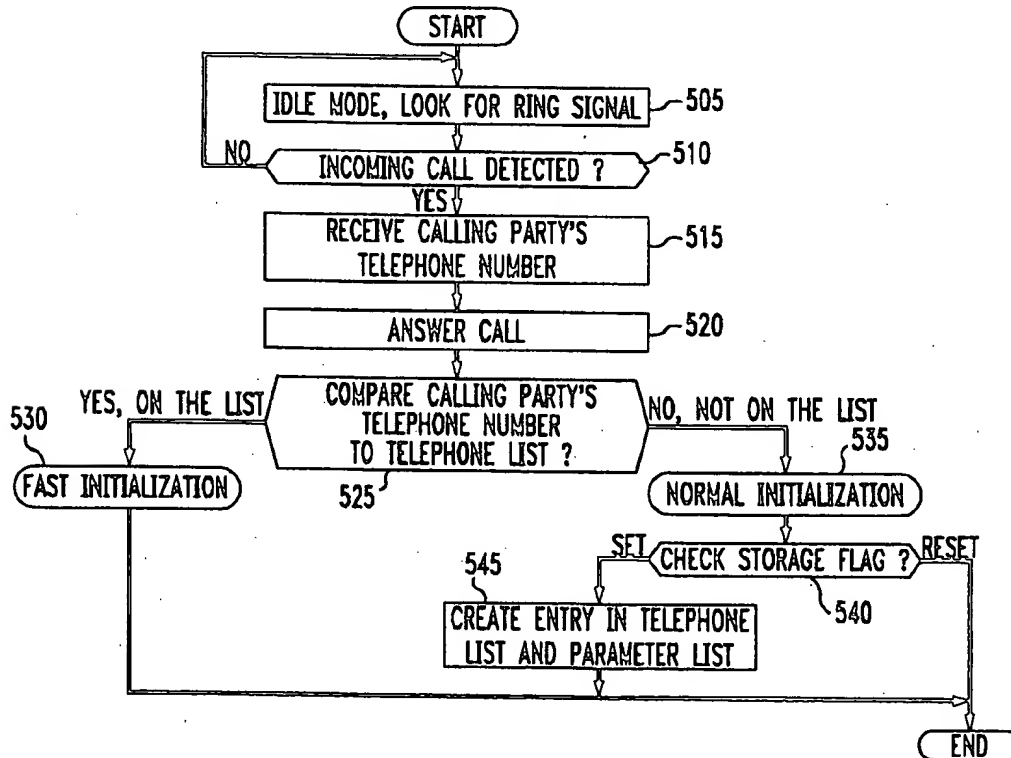 START
IDLE MODE, LOOK FOR RING SIGNAL
505
NO
INCOMING CALL DETECTED ?
510
YES
RECEIVE CALLING PARTY'S
TELEPHONE NUMBER
515
ANSWER CALL
520
YES, ON THE LIST
COMPARE CALLING PARTY'S
TELEPHONE NUMBER
TO TELEPHONE LIST ?
525
NO, NOT ON THE LIST
530
FAST INITIALIZATION
535
NORMAL INITIALIZATION
SET
CHECK STORAGE FLAG ?
RESET
540
545
CREATE ENTRY IN TELEPHONE
LIST AND PARAMETER LIST
END